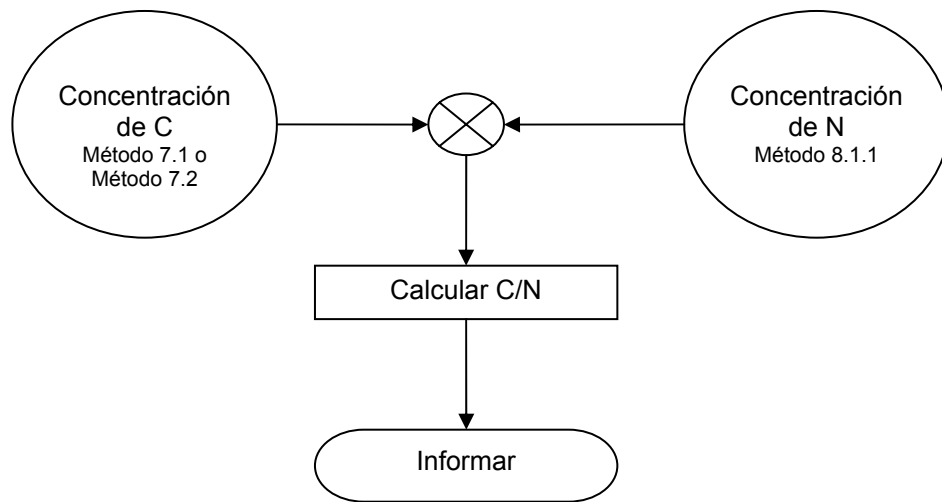 Concentración
de C
Método 7.1 o
Método 7.2
Concentración
de N
Método 8.1.1
Calcular C/N
Informar